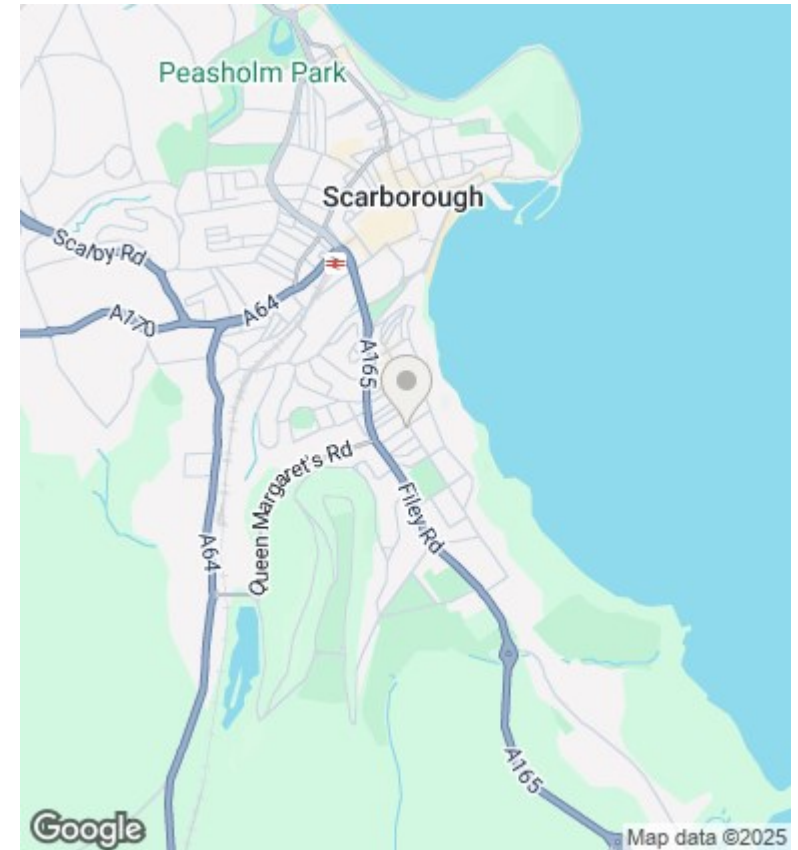 Peasholm Park
Scarborough
Scalby Rd
A64
A170
A165
Queen Margaret's Rd
Filey Rd
A64
A165
Google
Map data ©2025